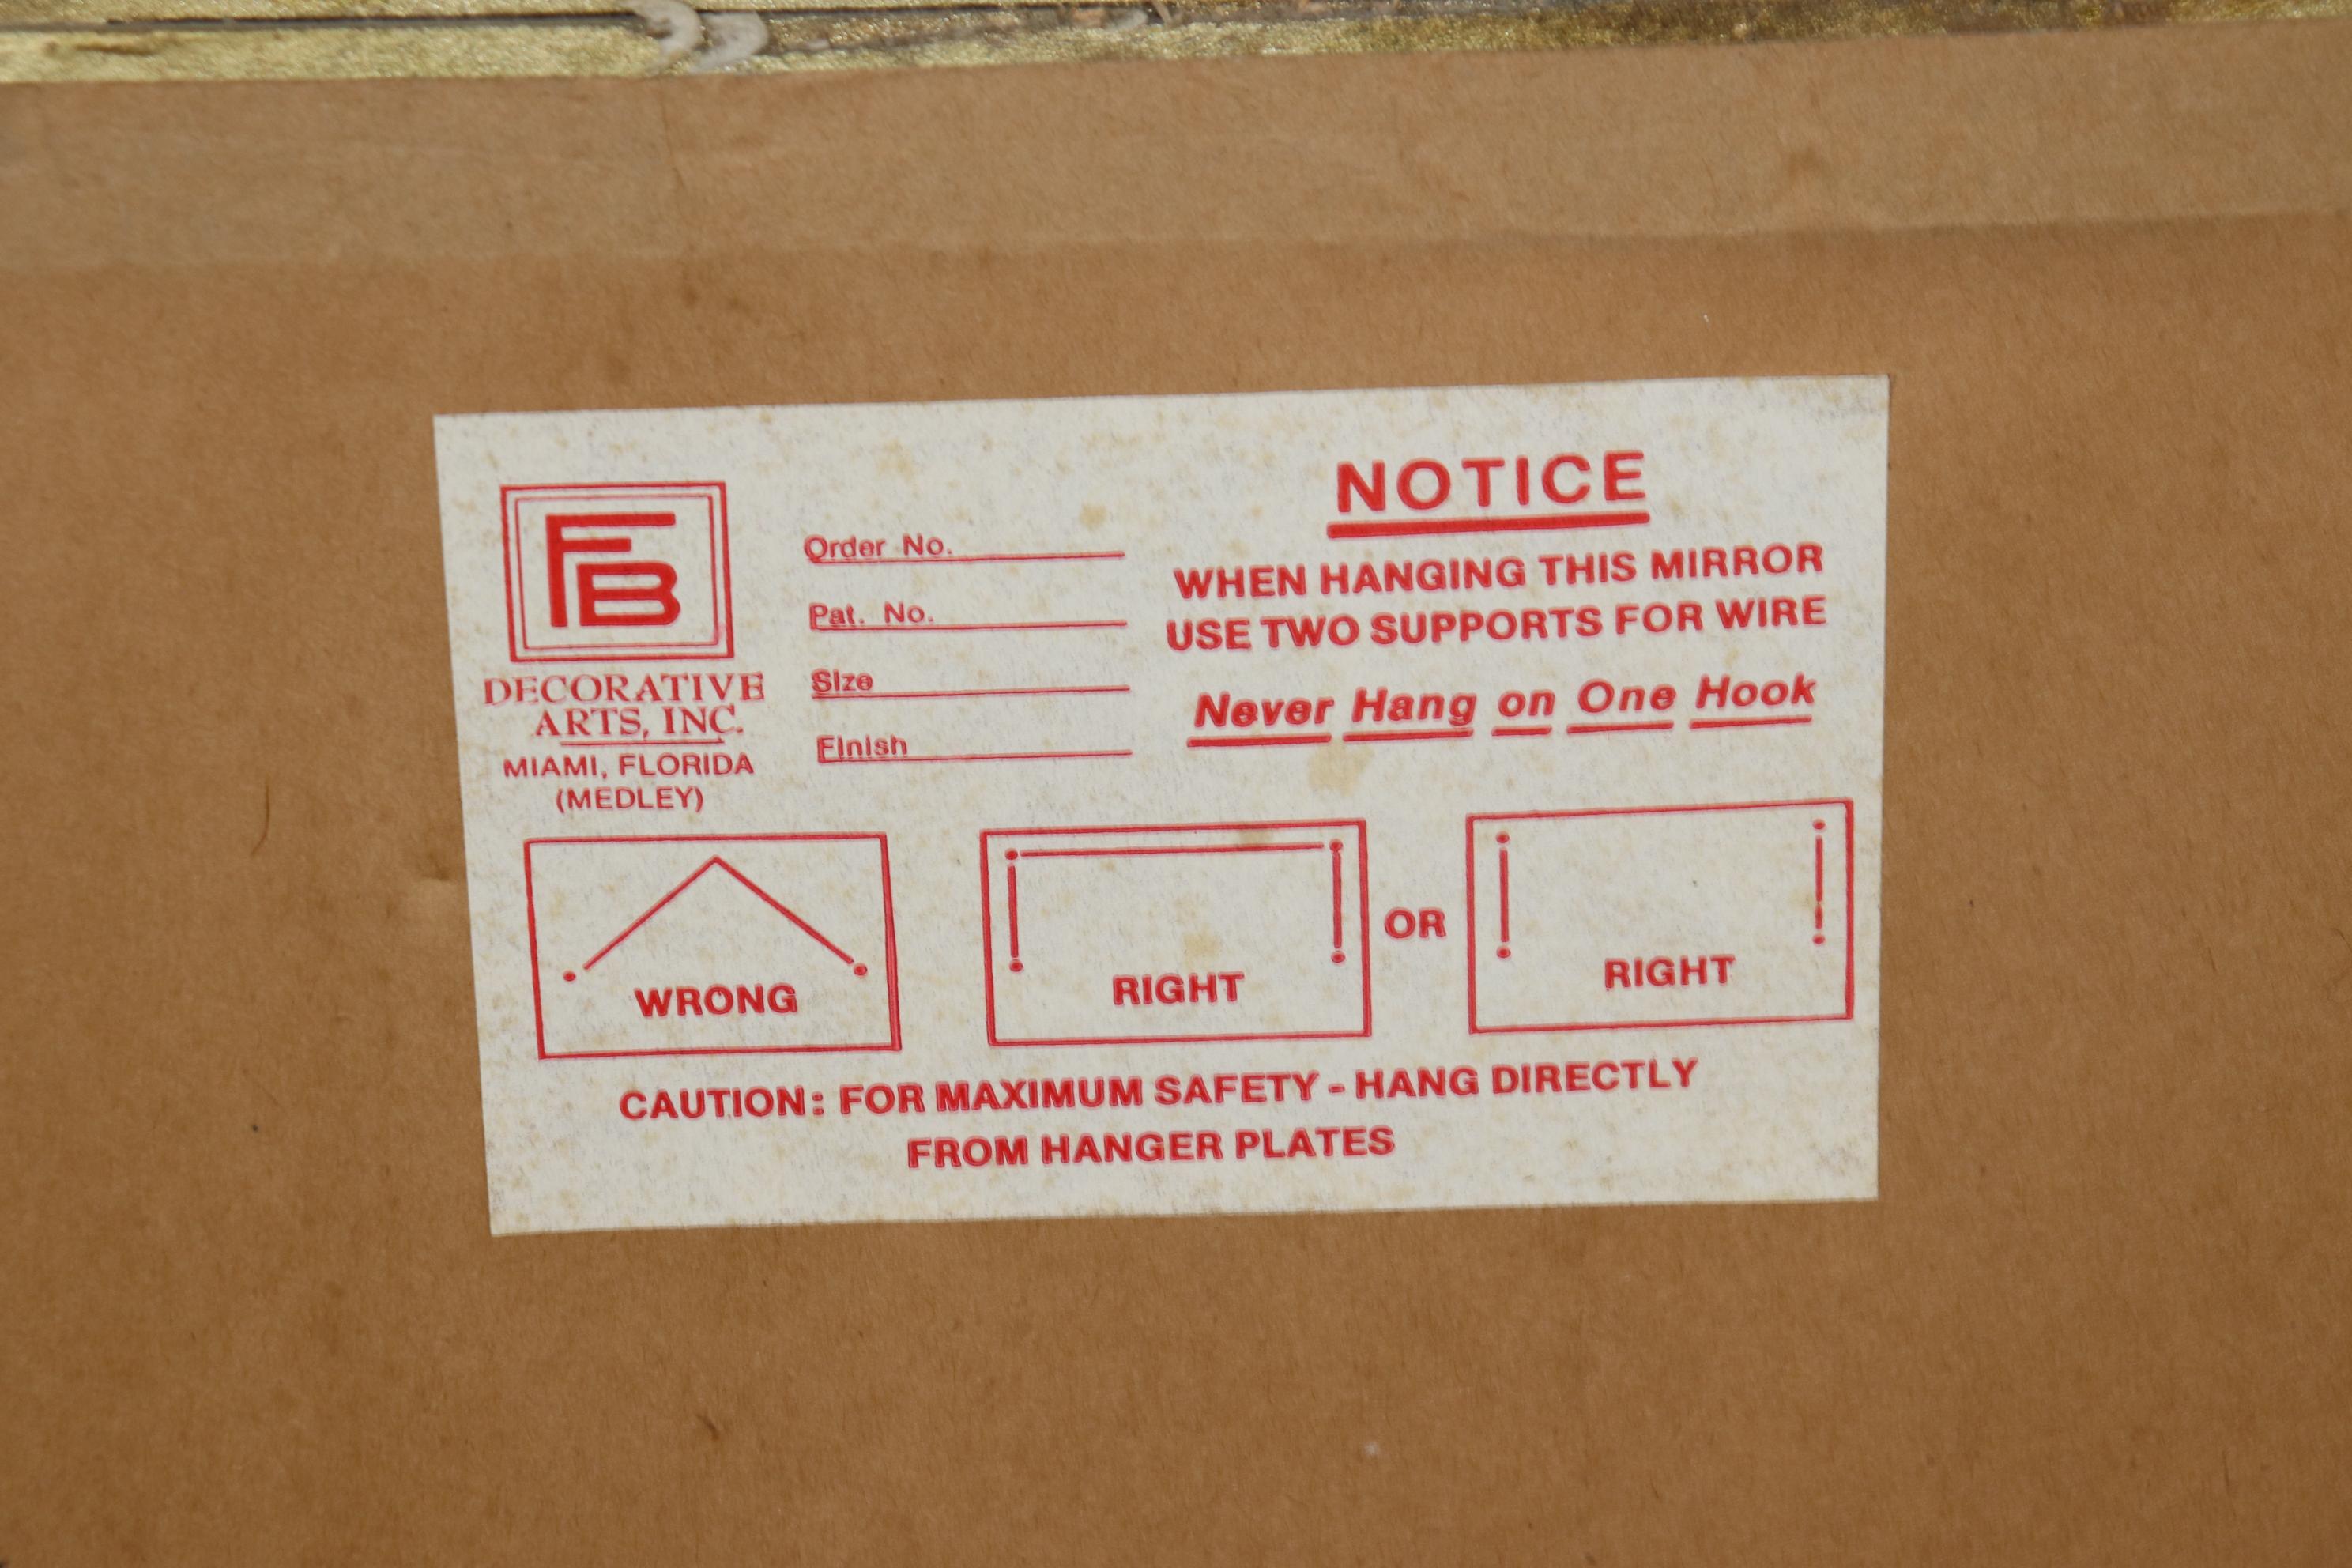 FB
DECORATIVE
ARTS, INC.
MIAMI, FLORIDA
(MEDLEY)
Order No.
Pat. No.
Size
Finish
NOTICE
WHEN HANGING THIS MIRROR
USE TWO SUPPORTS FOR WIRE
Never Hang on One Hook
WRONG
RIGHT
OR
RIGHT
CAUTION: FOR MAXIMUM SAFETY - HANG DIRECTLY
FROM HANGER PLATES